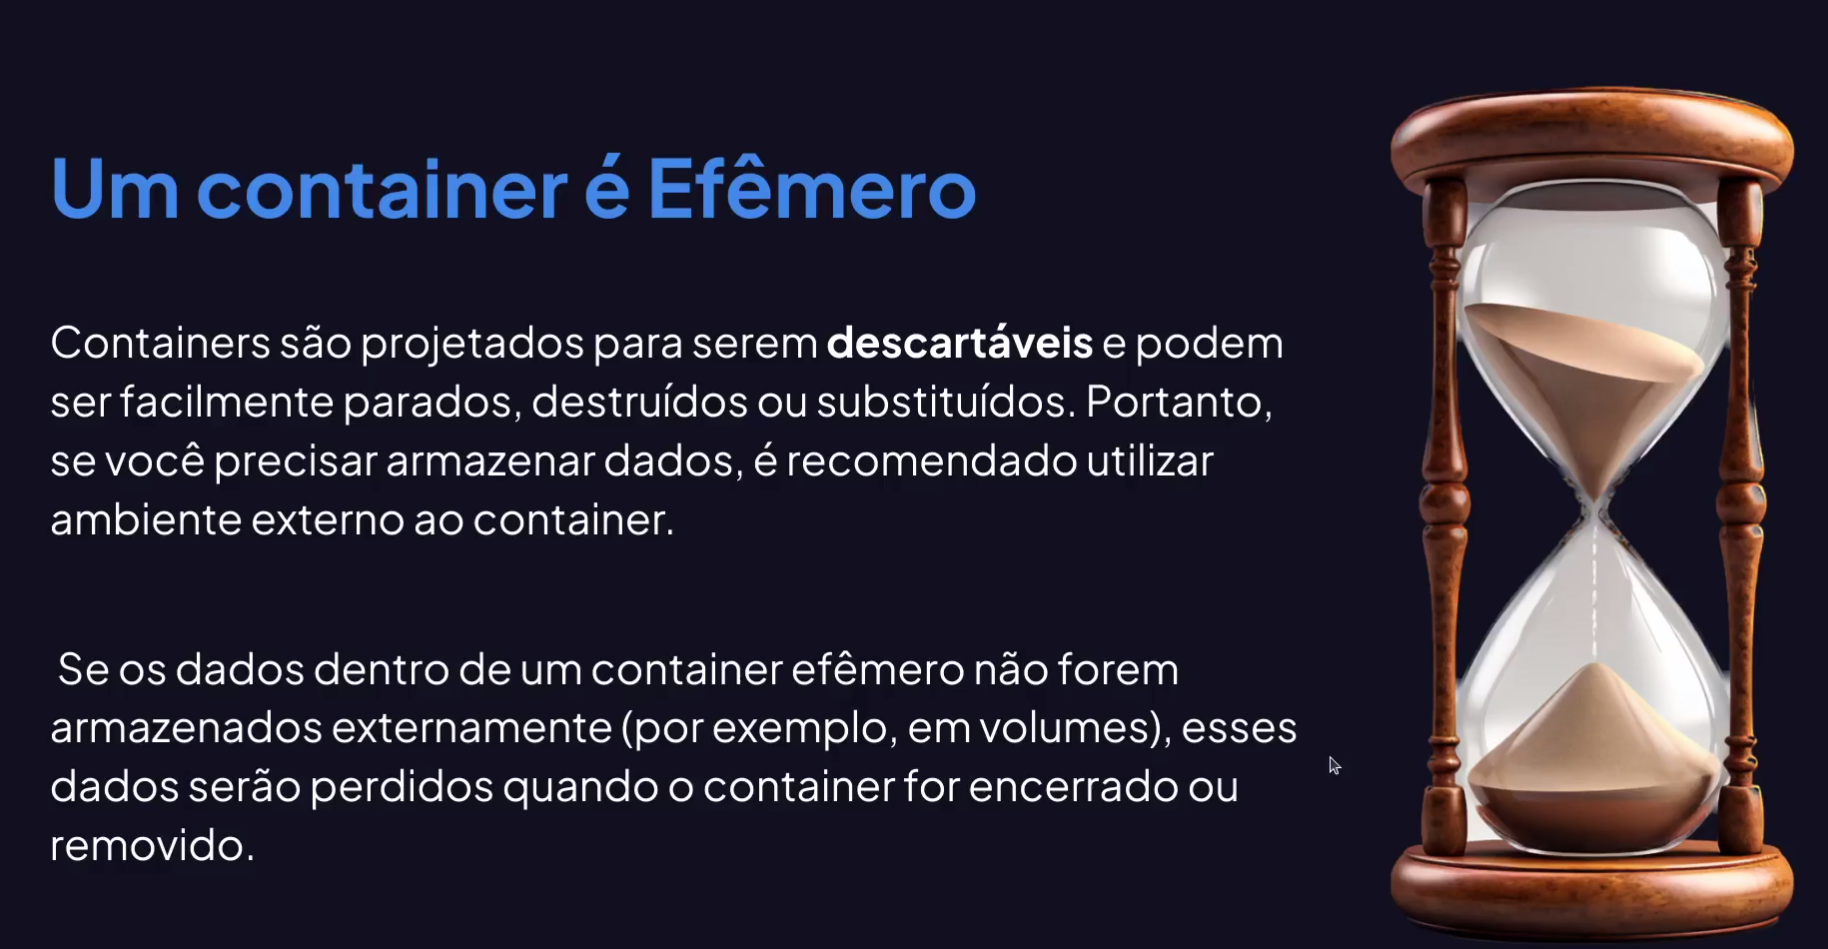 Um container é Efêmero
Containers são projetados para serem descartáveis e podem
ser facilmente parados, destruídos ou substituídos. Portanto,
se você precisar armazenar dados, é recomendado utilizar
ambiente externo ao container.
Se os dados dentro de um container efêmero não forem
armazenados externamente (por exemplo, em volumes), esses
dados serão perdidos quando o container for encerrado ou
removido.